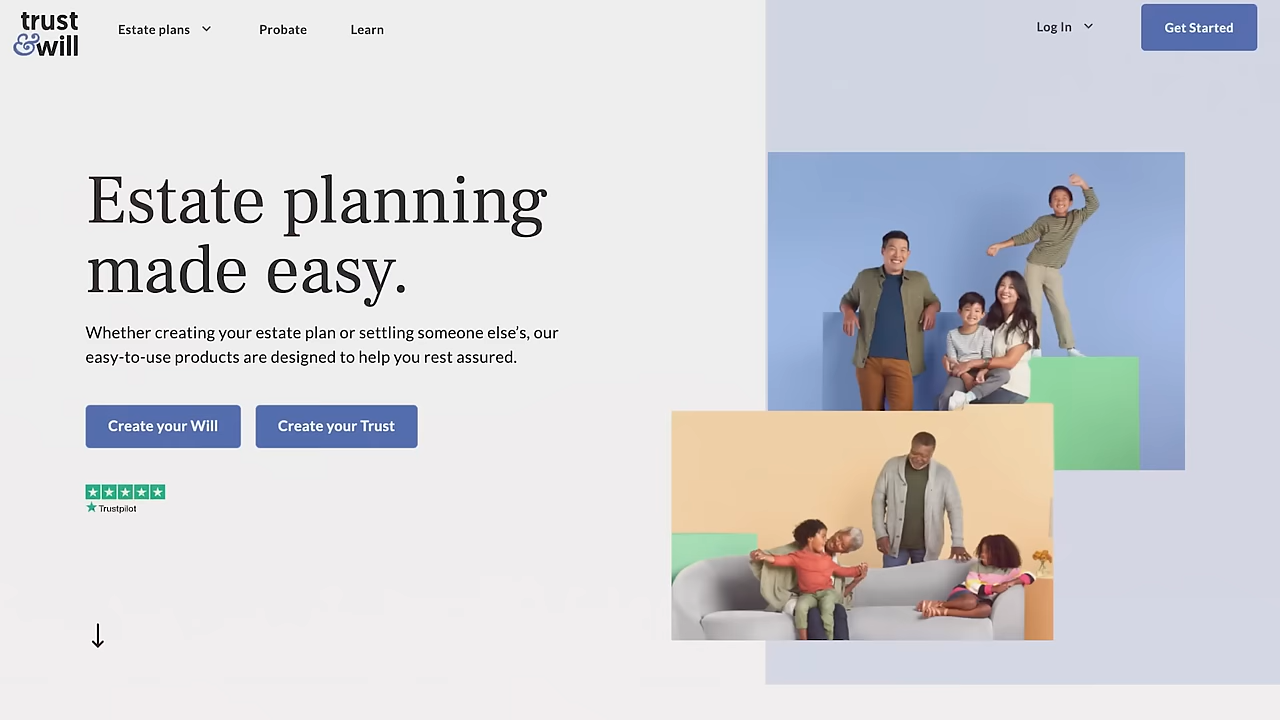 trust
&will
Estate plans
Probate
Learn
Log In
Get Started
Estate planning
made easy.
Whether creating your estate plan or settling someone else’s, our
easy-to-use products are designed to help you rest assured.
Create your Will
Create your Trust
Trustpilot